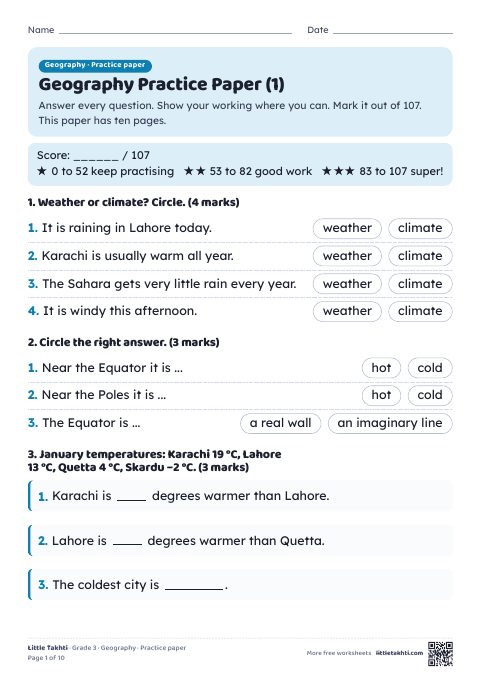 Name ____________ Date ____________
Geography · Practice paper
Geography Practice Paper (1)
Answer every question. Show your working where you can. Mark it out of 107.
This paper has ten pages.
Score: ______ / 107
★ 0 to 52 keep practising ★★ 53 to 82 good work ★★★ 83 to 107 super!
1. Weather or climate? Circle. (4 marks)
1. It is raining in Lahore today. weather climate
2. Karachi is usually warm all year. weather climate
3. The Sahara gets very little rain every year. weather climate
4. It is windy this afternoon. weather climate
2. Circle the right answer. (3 marks)
1. Near the Equator it is ... hot cold
2. Near the Poles it is ... hot cold
3. The Equator is ... a real wall an imaginary line
3. January temperatures: Karachi 19 °C, Lahore
13 °C, Quetta 4 °C, Skardu −2 °C. (3 marks)
1. Karachi is ____ degrees warmer than Lahore.
2. Lahore is ____ degrees warmer than Quetta.
3. The coldest city is ________.
Little Takhti · Grade 3 · Geography · Practice paper
Page 1 of 10
More free worksheets littletakhti.com